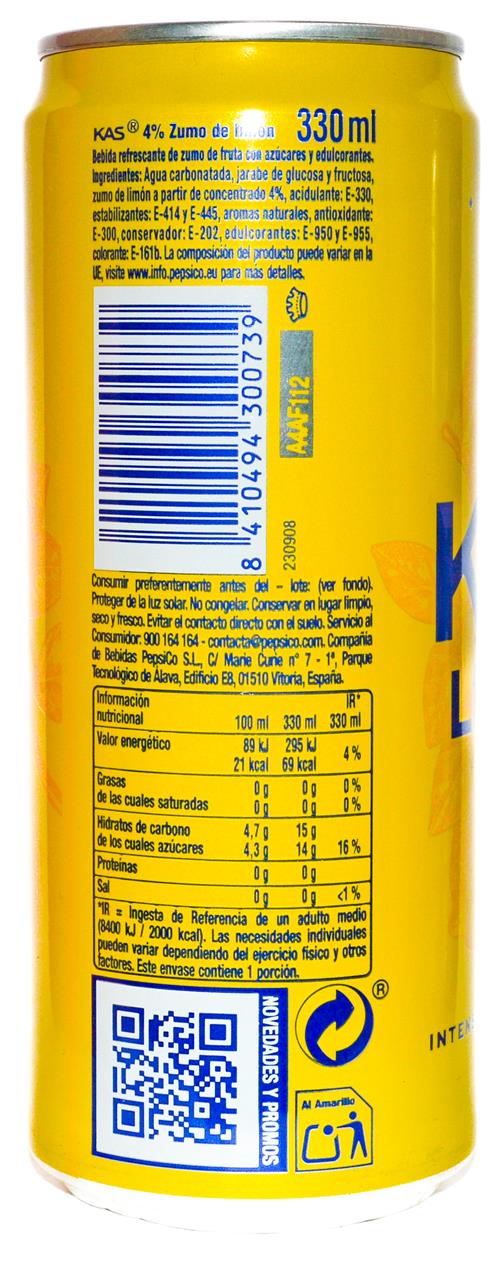 KAS® 4% Zumo de limón 330 ml
Bebida refrescante de zumo de fruta con azúcares y edulcorantes.
Ingredientes: Agua carbonatada, jarabe de glucosa y fructosa,
zumo de limón a partir de concentrado 4%, acidulante: E-330,
estabilizantes: E-414 y E-445, aromas naturales, antioxidante:
E-300, conservador: E-202, edulcorantes: E-950 y E-955,
colorante: E-161b. La composición del producto puede variar en la
UE, visite www.info.pepsico.eu para más detalles.
8 410494 300739
AAAF112
230908
Consumir preferentemente antes del - lote: (ver fondo).
Proteger de la luz solar. No congelar. Conservar en lugar limpio,
seco y fresco. Evitar el contacto directo con el suelo. Servicio al
Consumidor: 900 164 164 - contacta@pepsico.com. Compañía
de Bebidas PepsiCo S.L., C/ Marie Curie nº 7 - 1ª, Parque
Tecnológico de Álava, Edificio E8, 01510 Vitoria, España.
Información IR*
nutricional 100 ml 330 ml 330 ml
Valor energético 89 kJ 295 kJ 4 %
21 kcal 69 kcal
Grasas 0 g 0 g 0 %
de las cuales saturadas 0 g 0 g 0 %
Hidratos de carbono 4,7 g 15 g
de los cuales azúcares 4,3 g 14 g 16 %
Proteínas 0 g 0 g
Sal 0 g 0 g <1 %
*IR = Ingesta de Referencia de un adulto medio
(8400 kJ / 2000 kcal). Las necesidades individuales
pueden variar dependiendo del ejercicio físico y otros
factores. Este envase contiene 1 porción.
NOVEDADES Y PROMOS
®
Al Amarillo
K
L
INTEN